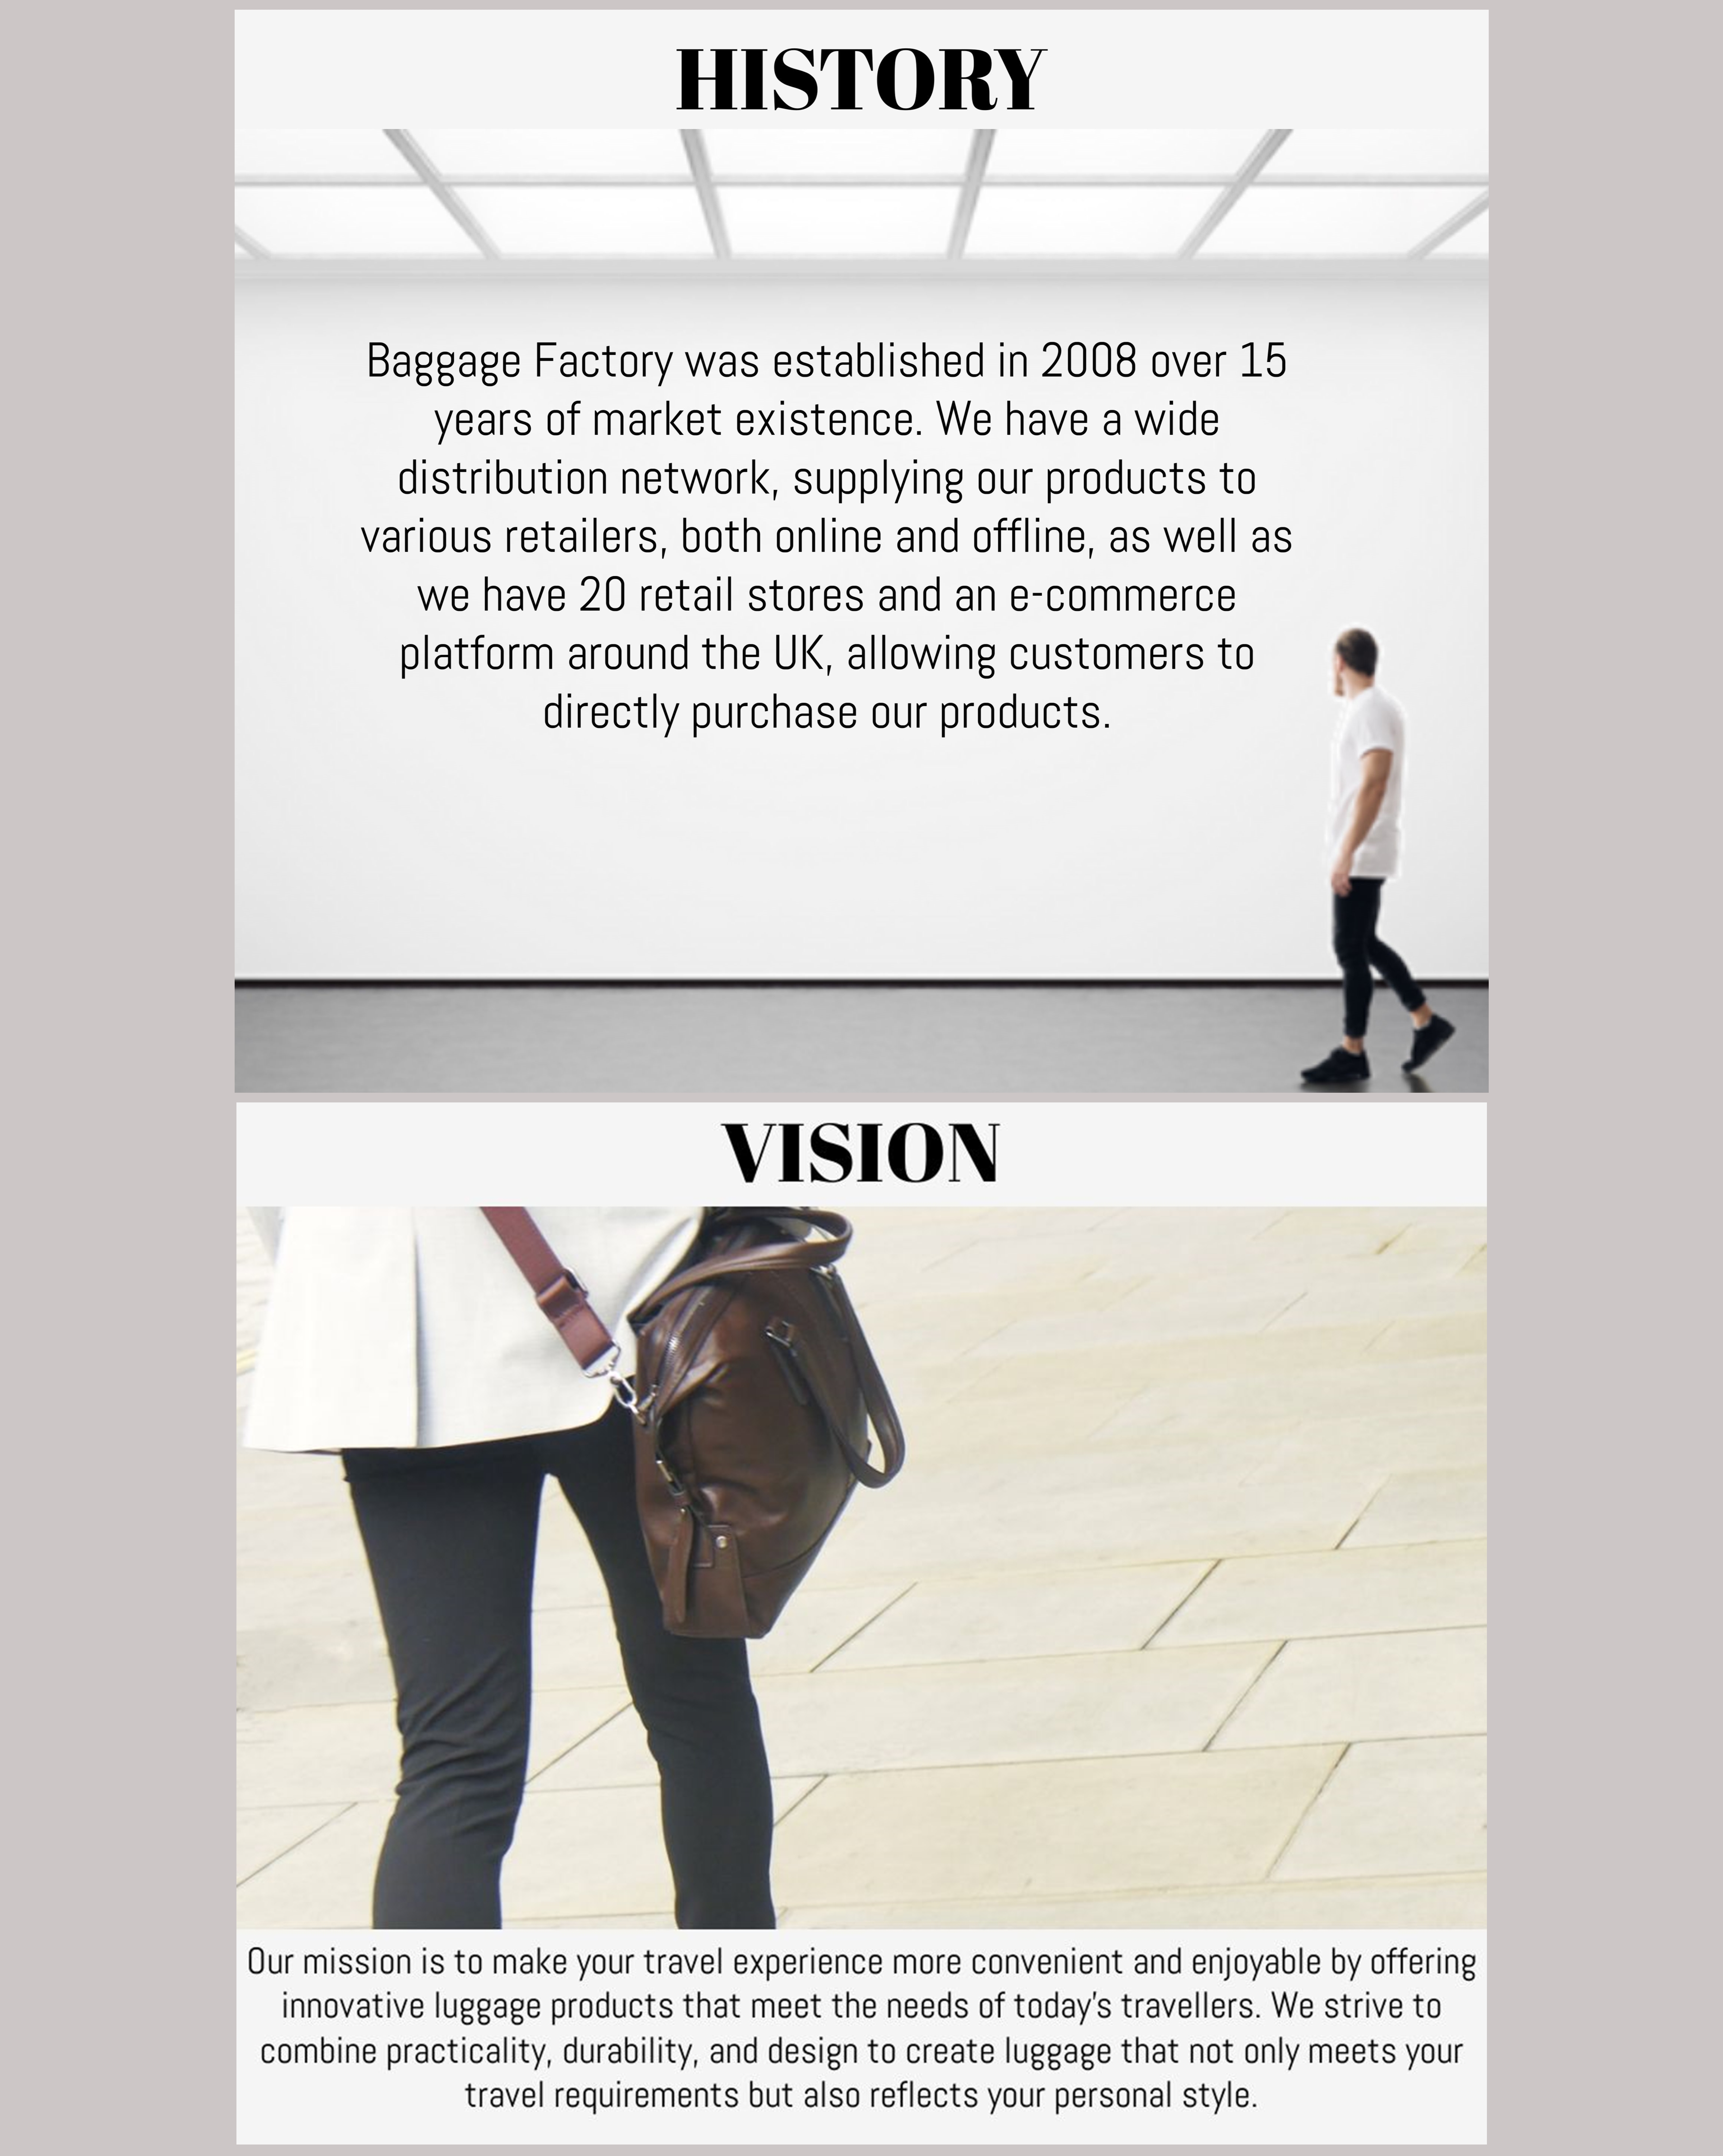 HISTORY
Baggage Factory was established in 2008 over 15
years of market existence. We have a wide
distribution network, supplying our products to
various retailers, both online and offline, as well as
we have 20 retail stores and an e-commerce
platform around the UK, allowing customers to
directly purchase our products.
VISION
Our mission is to make your travel experience more convenient and enjoyable by offering
innovative luggage products that meet the needs of today's travellers. We strive to
combine practicality, durability, and design to create luggage that not only meets your
travel requirements but also reflects your personal style.